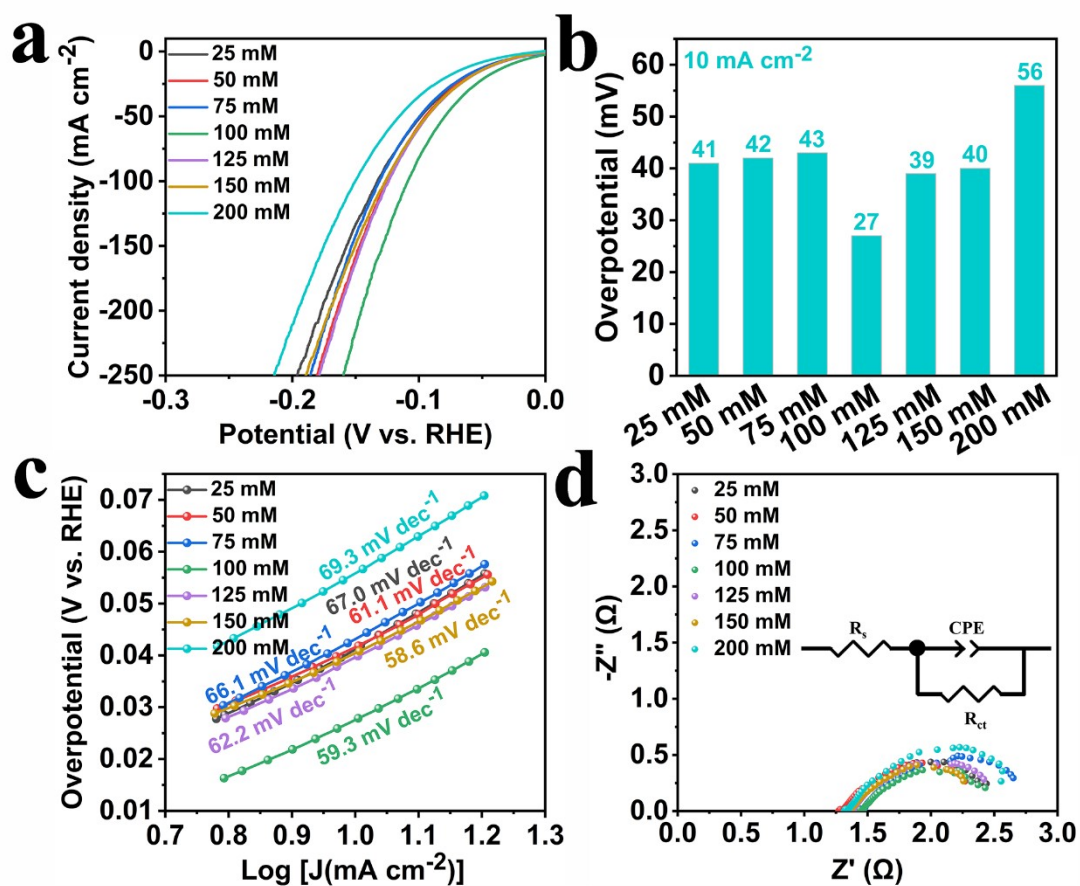 a
0
-50
-100
-150
-200
-250
Current density (mA cm⁻²)
25 mM
50 mM
75 mM
100 mM
125 mM
150 mM
200 mM
-0.3
-0.2
-0.1
0.0
Potential (V vs. RHE)
b
60
50
40
30
20
10
0
Overpotential (mV)
10 mA cm⁻²
41
42
43
27
39
40
56
25 mM
50 mM
75 mM
100 mM
125 mM
150 mM
200 mM
c
0.07
0.06
0.05
0.04
0.03
0.02
0.01
Overpotential (V vs. RHE)
25 mM
50 mM
75 mM
100 mM
125 mM
150 mM
200 mM
69.3 mV dec⁻¹
67.0 mV dec⁻¹
61.1 mV dec⁻¹
58.6 mV dec⁻¹
66.1 mV dec⁻¹
62.2 mV dec⁻¹
59.3 mV dec⁻¹
0.7
0.8
0.9
1.0
1.1
1.2
1.3
Log [J(mA cm⁻²)]
d
3.0
2.5
2.0
1.5
1.0
0.5
0.0
-Z" (Ω)
25 mM
50 mM
75 mM
100 mM
125 mM
150 mM
200 mM
Rs
CPE
Rct
0.0
0.5
1.0
1.5
2.0
2.5
3.0
Z' (Ω)